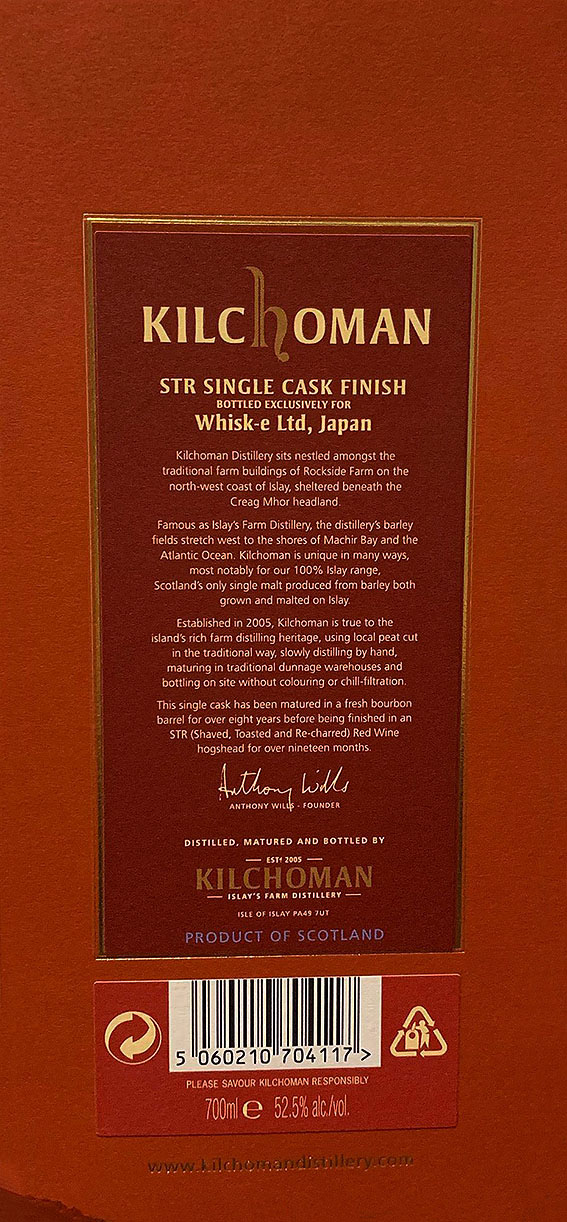 KILCHOMAN
STR SINGLE CASK FINISH
BOTTLED EXCLUSIVELY FOR
Whisk-e Ltd, Japan
Kilchoman Distillery sits nestled amongst the
traditional farm buildings of Rockside Farm on the
north-west coast of Islay, sheltered beneath the
Creag Mhor headland.
Famous as Islay's Farm Distillery, the distillery's barley
fields stretch west to the shores of Machir Bay and the
Atlantic Ocean. Kilchoman is unique in many ways,
most notably for our 100% Islay range,
Scotland's only single malt produced from barley both
grown and malted on Islay.
Established in 2005, Kilchoman is true to the
island's rich farm distilling heritage, using local peat cut
in the traditional way, slowly distilling by hand,
maturing in traditional dunnage warehouses and
bottling on site without colouring or chill-filtration.
This single cask has been matured in a fresh bourbon
barrel for over eight years before being finished in an
STR (Shaved, Toasted and Re-charred) Red Wine
hogshead for over nineteen months.
Anthony Wills
ANTHONY WILLS - FOUNDER
DISTILLED, MATURED AND BOTTLED BY
ESTd 2005
KILCHOMAN
ISLAY'S FARM DISTILLERY
ISLE OF ISLAY PA49 7UT
PRODUCT OF SCOTLAND
5 060210 704117 >
PLEASE SAVOUR KILCHOMAN RESPONSIBLY
700ml e 52.5% alc./vol.
www.kilchomandistillery.com